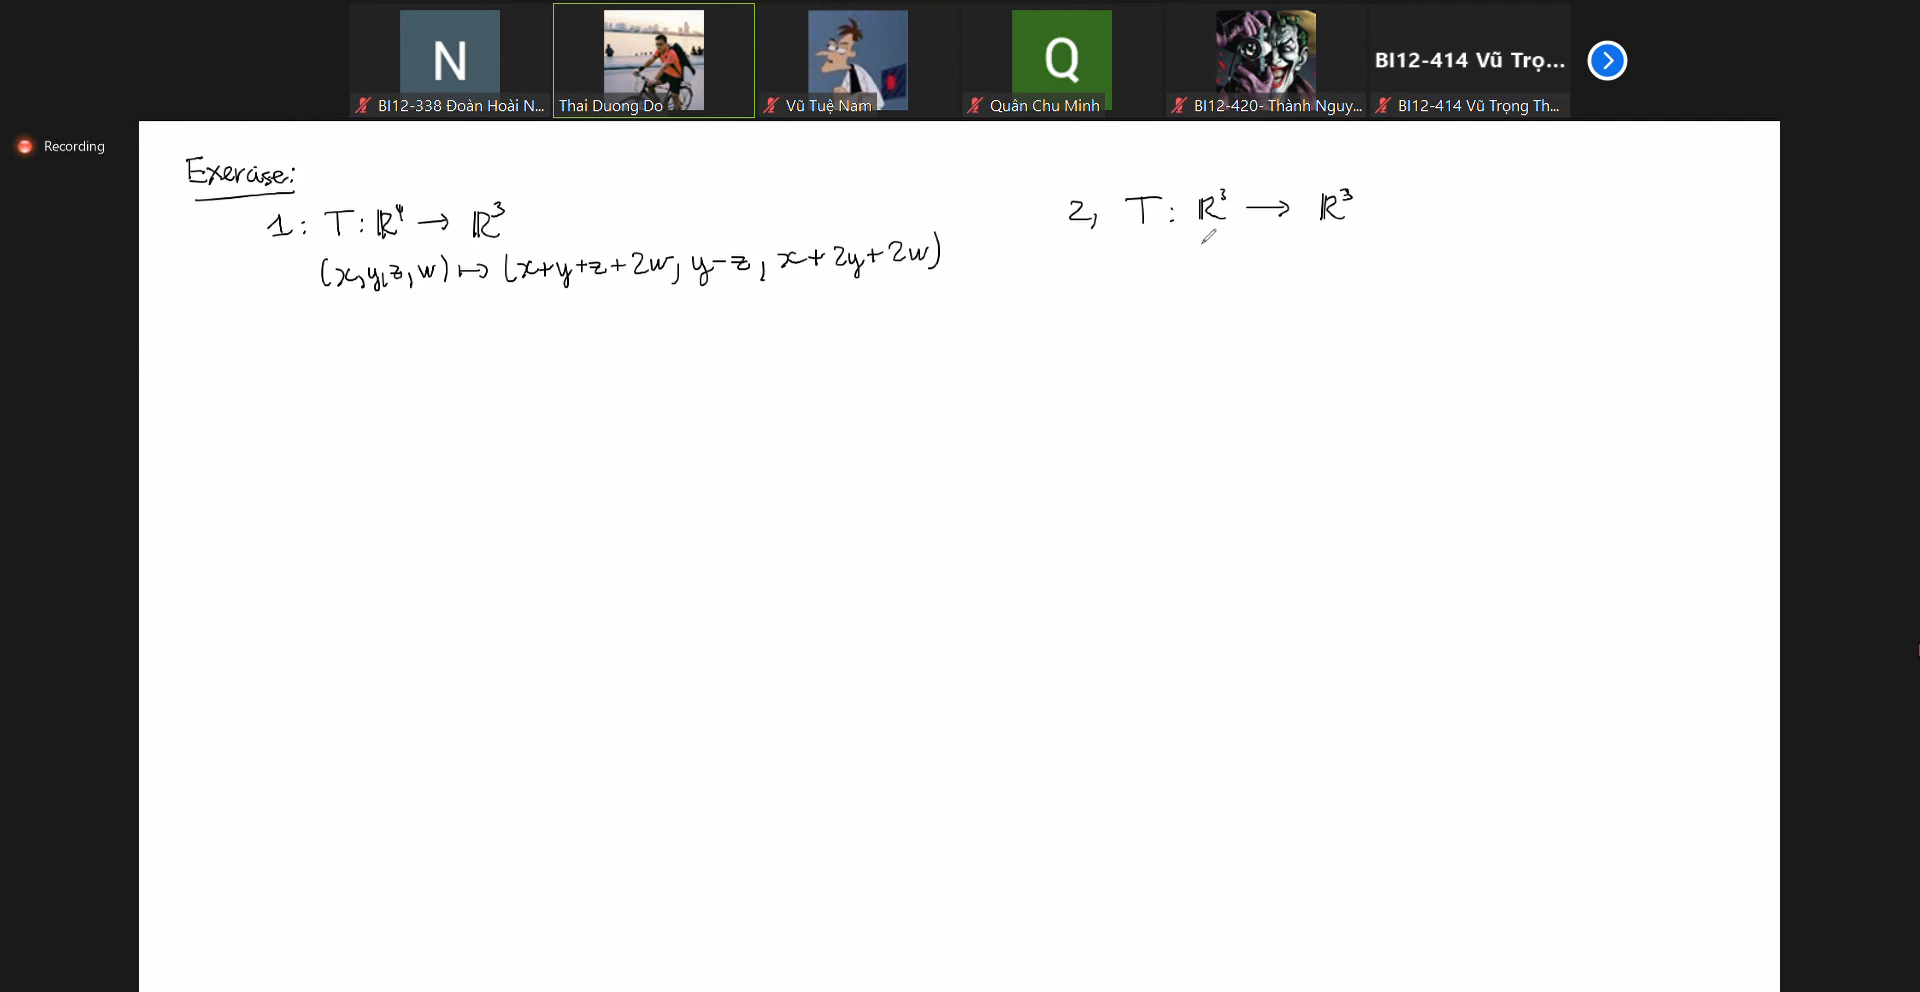 N
Q
BI12-414 Vũ Trọ...
BI12-338 Đoàn Hoài N...
Thai Duong Do
Vũ Tuệ Nam
Quân Chu Minh
BI12-420- Thành Nguy...
BI12-414 Vũ Trọng Th...
Recording
Exercise:
1: T: ℝ⁴ → ℝ³
(x,y,z,w) ↦ (x+y+z+2w, y-z, x+2y+2w)
2, T: ℝ³ ⟶ ℝ³